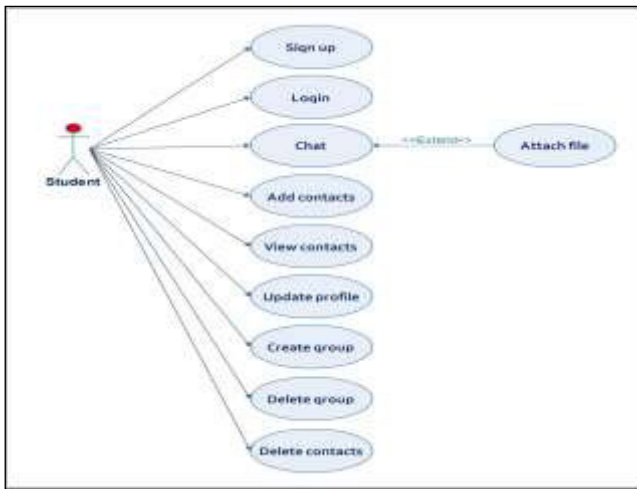 Sign up
Login
Chat
<<Extend>>
Attach file
Student
Add contacts
View contacts
Update profile
Create group
Delete group
Delete contacts